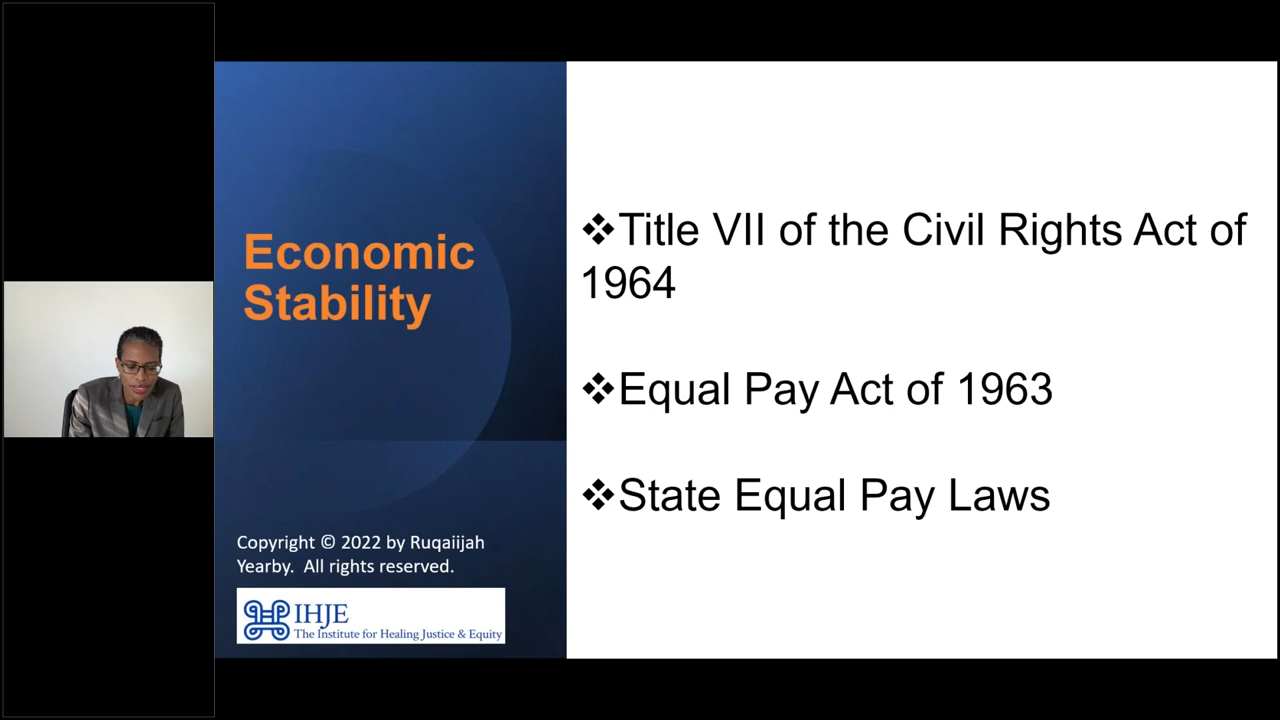 Economic
Stability
Copyright © 2022 by Ruqaiijah
Yearby.  All rights reserved.
IHJE
The Institute for Healing Justice & Equity
❖Title VII of the Civil Rights Act of
1964
❖Equal Pay Act of 1963
❖State Equal Pay Laws